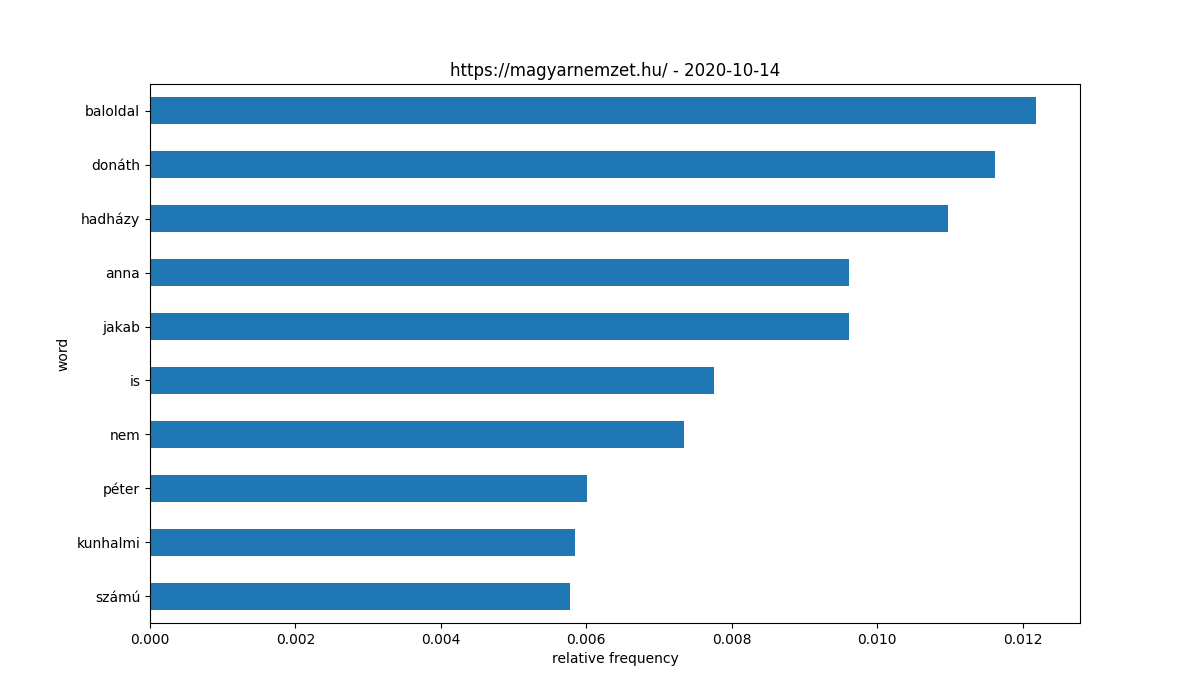 https://magyarnemzet.hu/ - 2020-10-14
baloldal
donáth
hadházy
anna
jakab
is
nem
péter
kunhalmi
számú
word
0.000 0.002 0.004 0.006 0.008 0.010 0.012
relative frequency